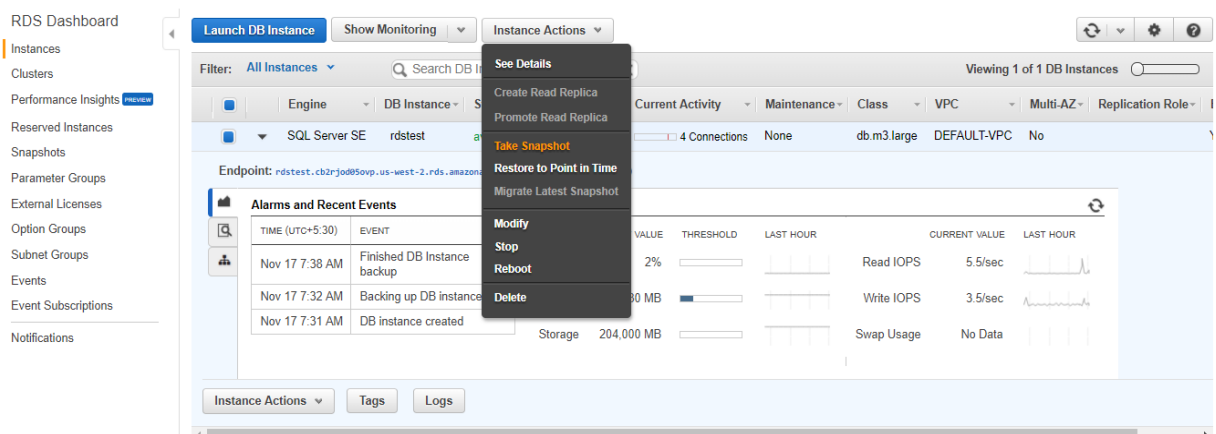 RDS Dashboard
Instances
Clusters
Performance Insights PREVIEW
Reserved Instances
Snapshots
Parameter Groups
External Licenses
Option Groups
Subnet Groups
Events
Event Subscriptions
Notifications
Launch DB Instance Show Monitoring Instance Actions
Filter: All Instances Search DB Viewing 1 of 1 DB Instances
See Details
Create Read Replica
Promote Read Replica
Take Snapshot
Restore to Point in Time
Migrate Latest Snapshot
Modify
Stop
Reboot
Delete
Engine DB Instance Current Activity Maintenance Class VPC Multi-AZ Replication Role
SQL Server SE rdstest 4 Connections None db.m3.large DEFAULT-VPC No
Endpoint: rdstest.cb2rjod05ovp.us-west-2.rds.amazona
Alarms and Recent Events
TIME (UTC+5:30) EVENT
Nov 17 7:38 AM Finished DB Instance
backup
Nov 17 7:32 AM Backing up DB instance
Nov 17 7:31 AM DB instance created
VALUE THRESHOLD LAST HOUR CURRENT VALUE LAST HOUR
2% Read IOPS 5.5/sec
30 MB Write IOPS 3.5/sec
Storage 204,000 MB Swap Usage No Data
Instance Actions Tags Logs